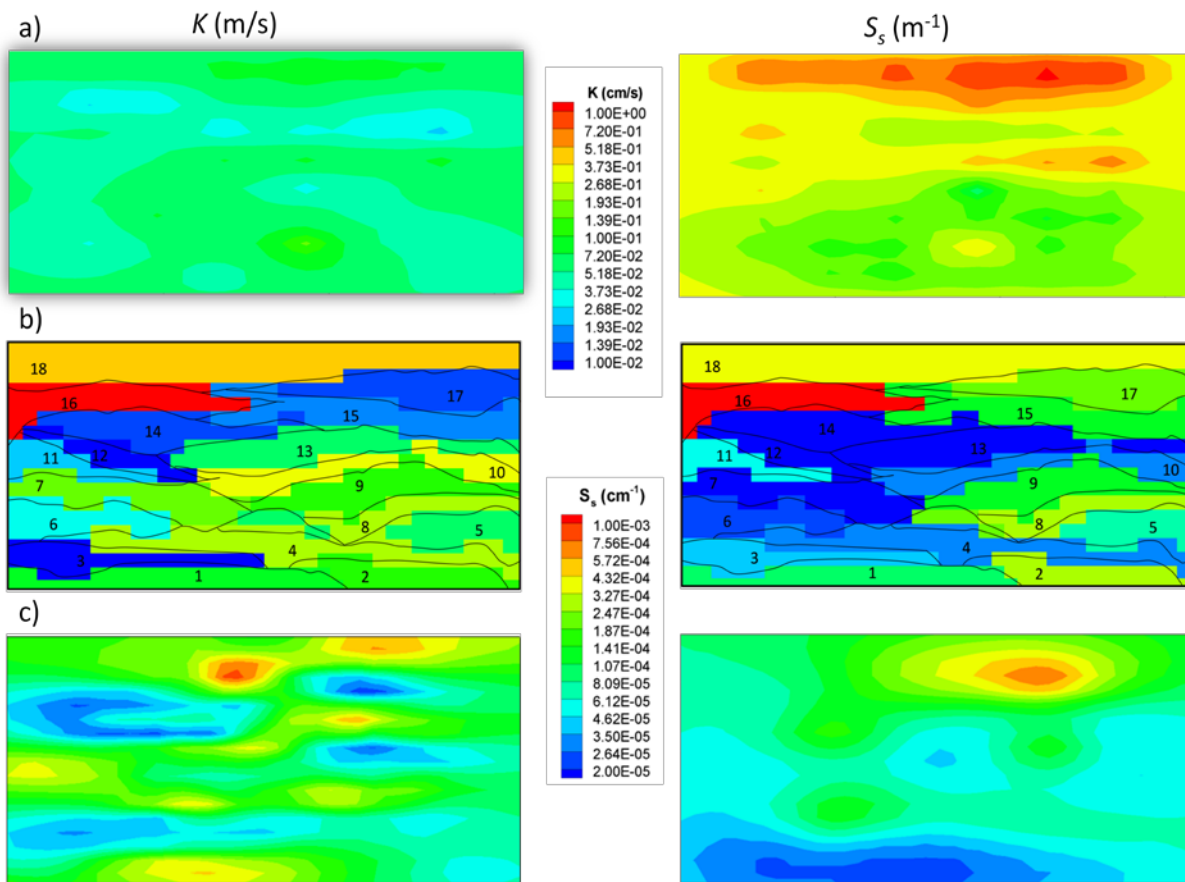 a)
K (m/s)
Ss (m-1)
K (cm/s)
1.00E+00
7.20E-01
5.18E-01
3.73E-01
2.68E-01
1.93E-01
1.39E-01
1.00E-01
7.20E-02
5.18E-02
3.73E-02
2.68E-02
1.93E-02
1.39E-02
1.00E-02
b)
18
17
16
15
14
13
12
11
10
9
7
8
6
5
4
3
1
2
18
17
16
15
14
13
12
11
10
9
7
8
6
5
4
3
1
2
Ss (cm-1)
1.00E-03
7.56E-04
5.72E-04
4.32E-04
3.27E-04
2.47E-04
1.87E-04
1.41E-04
1.07E-04
8.09E-05
6.12E-05
4.62E-05
3.50E-05
2.64E-05
2.00E-05
c)